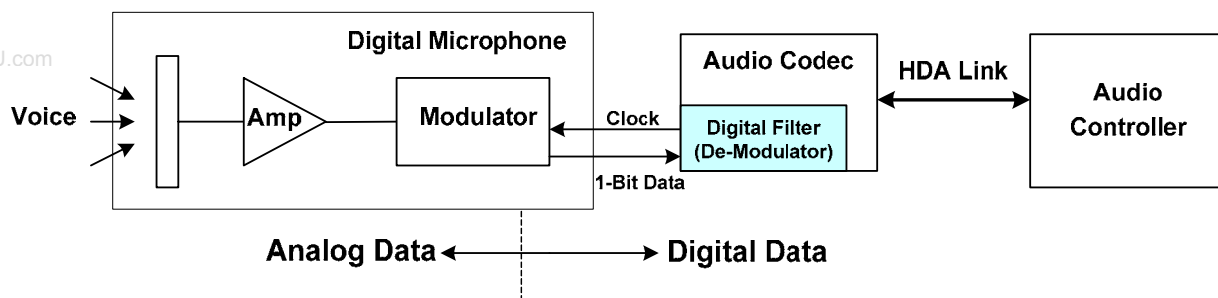 Digital Microphone
J.com
Voice
Amp
Modulator
Clock
1-Bit Data
Audio Codec
Digital Filter
(De-Modulator)
HDA Link
Audio
Controller
Analog Data
Digital Data